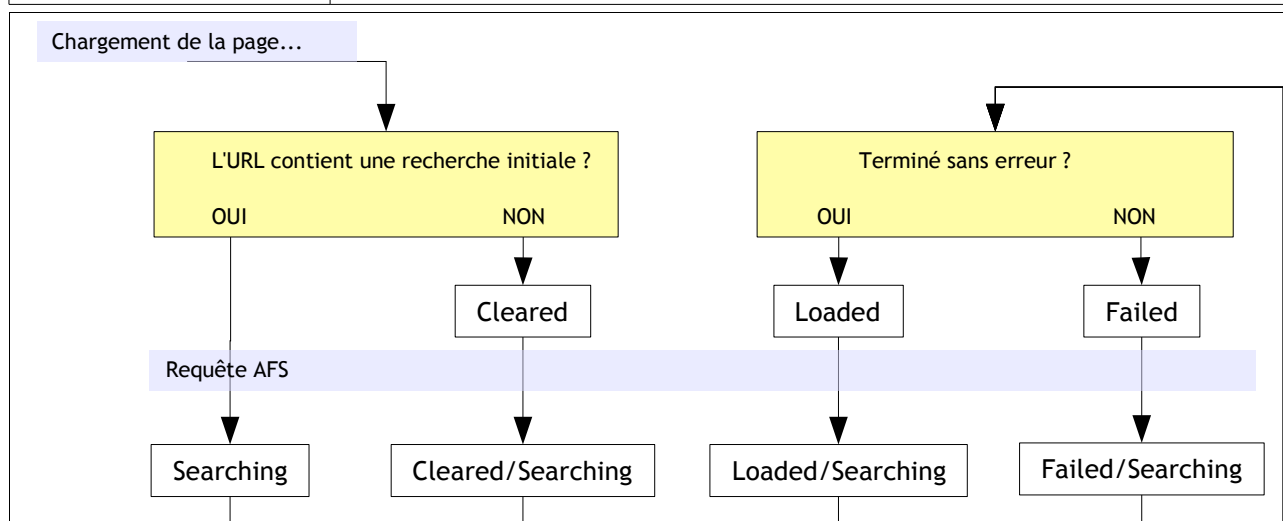 Chargement de la page...
L'URL contient une recherche initiale ?
OUI NON
Terminé sans erreur ?
OUI NON
Cleared
Loaded
Failed
Requête AFS
Searching
Cleared/Searching
Loaded/Searching
Failed/Searching